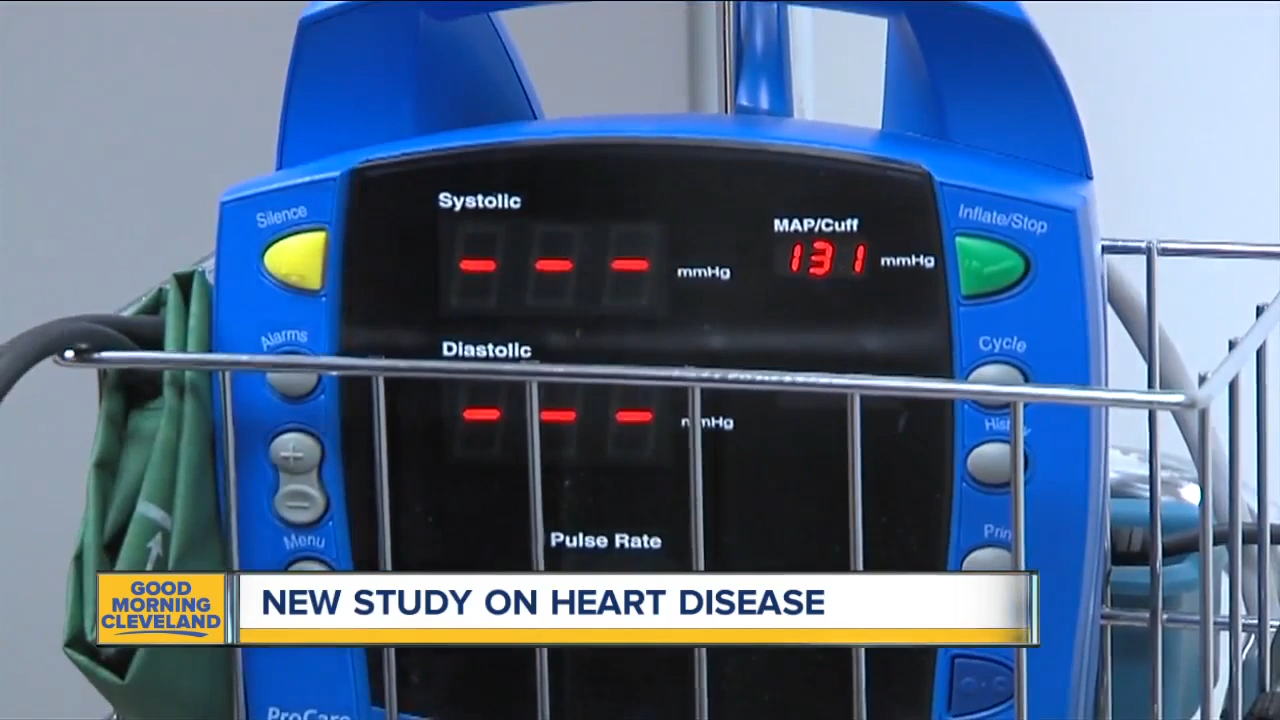 Systolic
Silence
MAP/Cuff
Inflate/Stop
--- mmHg
131 mmHg
Alarms
Diastolic
Cycle
--- mmHg
Menu
Pulse Rate
GOOD
MORNING
CLEVELAND
NEW STUDY ON HEART DISEASE
ProCare